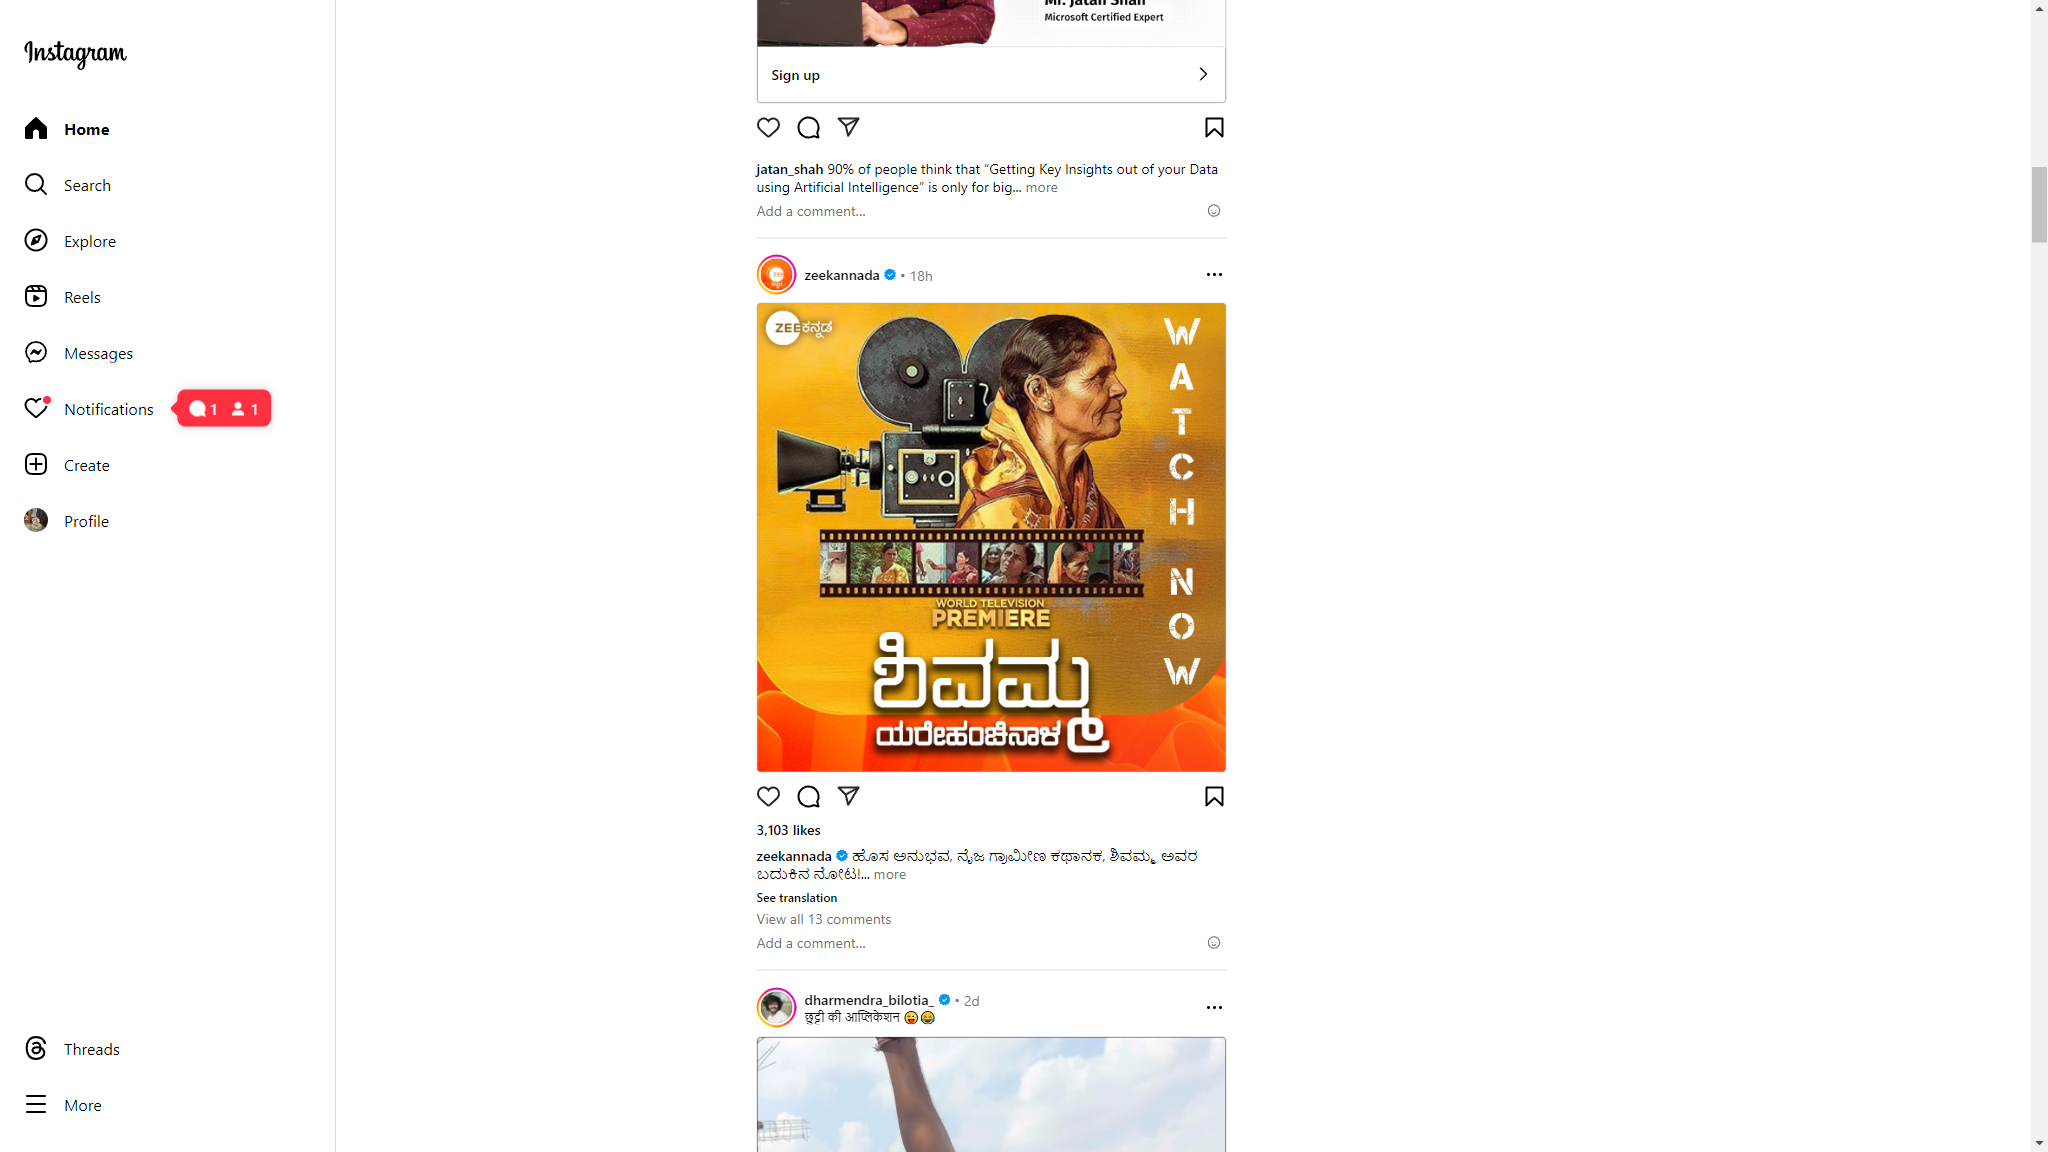 Instagram
Home
Search
Explore
Reels
Messages
Notifications
1 1
Create
Profile
Threads
More
Mr. Jatan Shah
Microsoft Certified Expert
Sign up
jatan_shah 90% of people think that “Getting Key Insights out of your Data
using Artificial Intelligence” is only for big... more
Add a comment...
zeekannada • 18h
ZEE ಕನ್ನಡ
WATCH NOW
WORLD TELEVISION
PREMIERE
ಶಿವಮ್ಮ
ಯರೇಹಂಚಿನಾಳ
3,103 likes
zeekannada ಹೊಸ ಅನುಭವ, ನೈಜ ಗ್ರಾಮೀಣ ಕಥಾನಕ, ಶಿವಮ್ಮ ಅವರ
ಬದುಕಿನ ನೋಟ!... more
See translation
View all 13 comments
Add a comment...
dharmendra_bilotia_ • 2d
छुट्टी की आप्लिकेशन 😜😂